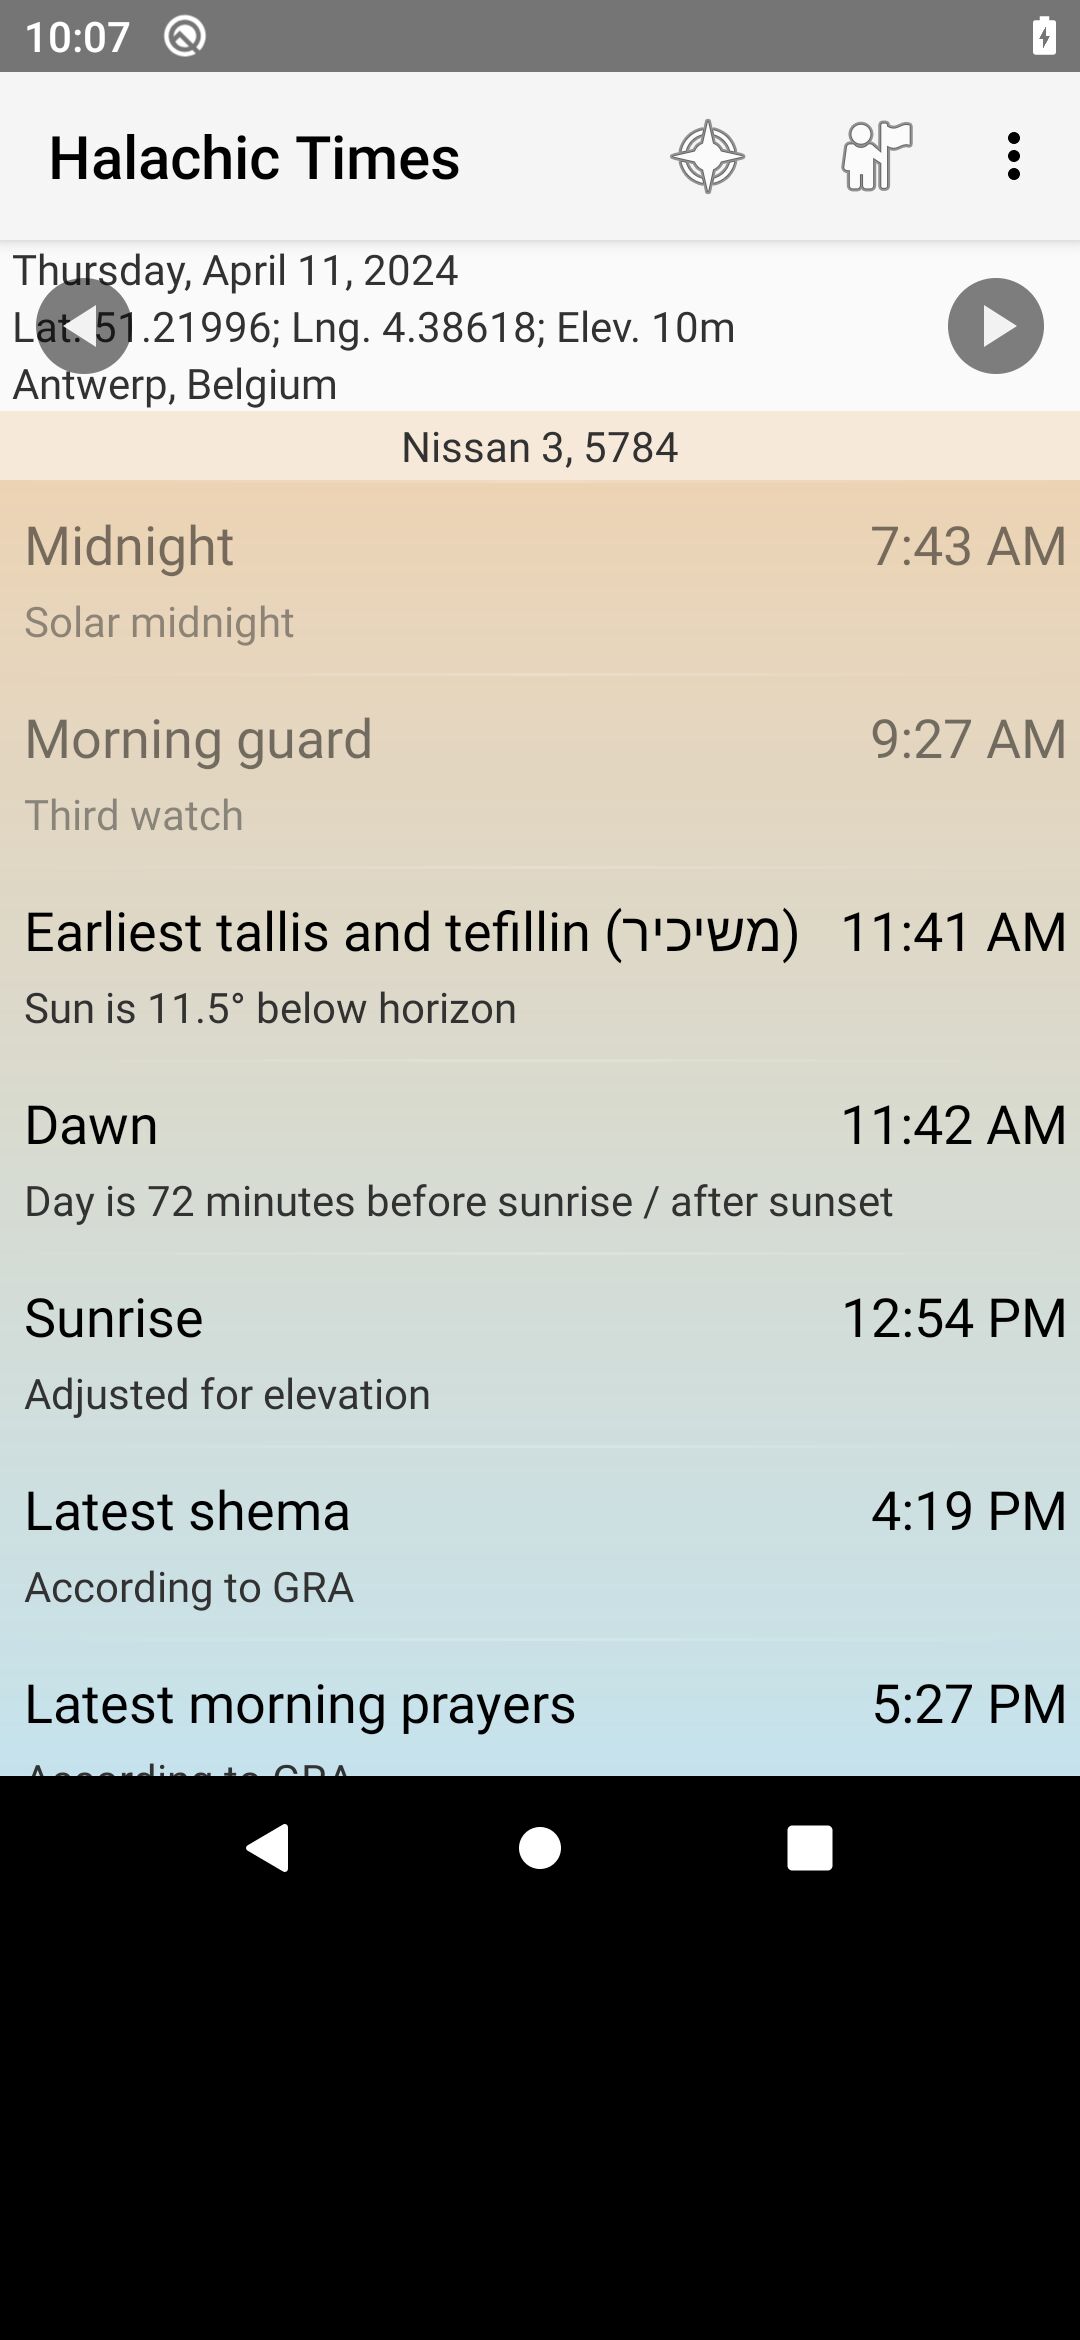 10:07
Halachic Times
Thursday, April 11, 2024
Lat. 51.21996; Lng. 4.38618; Elev. 10m
Antwerp, Belgium
Nissan 3, 5784
Midnight 7:43 AM
Solar midnight
Morning guard 9:27 AM
Third watch
Earliest tallis and tefillin (משיכיר) 11:41 AM
Sun is 11.5° below horizon
Dawn 11:42 AM
Day is 72 minutes before sunrise / after sunset
Sunrise 12:54 PM
Adjusted for elevation
Latest shema 4:19 PM
According to GRA
Latest morning prayers 5:27 PM
According to GRA